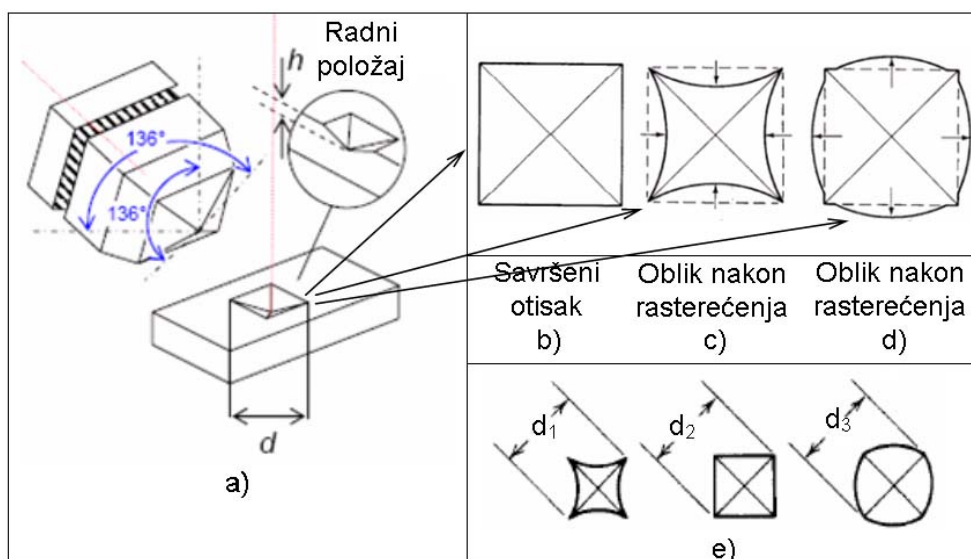 Radni
položaj
h
136°
136°
d
a)
Savršeni
otisak
b)
Oblik nakon
rasterećenja
c)
Oblik nakon
rasterećenja
d)
d1
d2
d3
e)